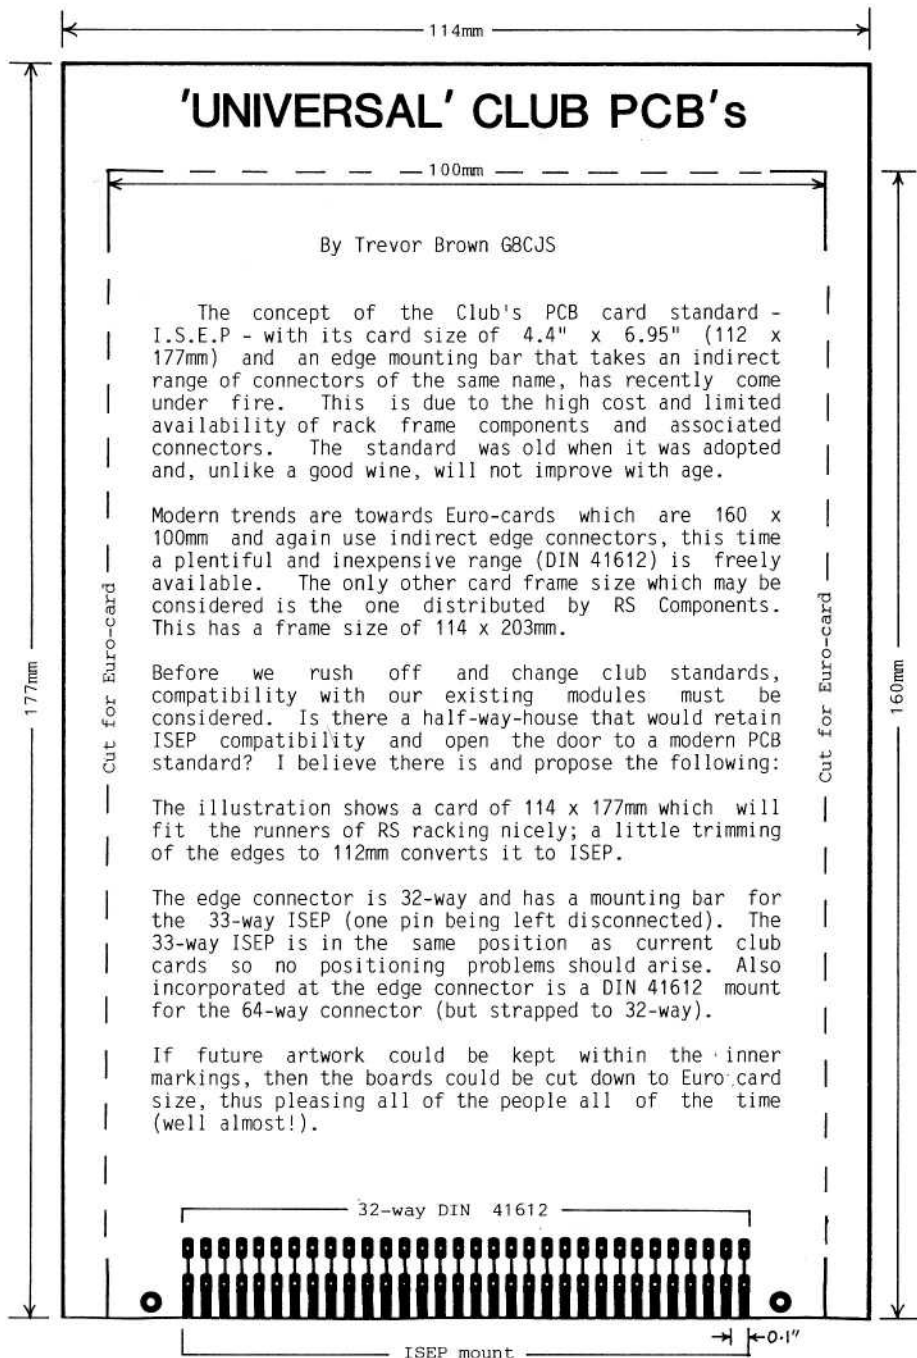 114mm
'UNIVERSAL' CLUB PCB's
100mm
By Trevor Brown G8CJS
The concept of the Club's PCB card standard -
I.S.E.P - with its card size of 4.4" x 6.95" (112 x
177mm) and an edge mounting bar that takes an indirect
range of connectors of the same name, has recently come
under fire. This is due to the high cost and limited
availability of rack frame components and associated
connectors. The standard was old when it was adopted
and, unlike a good wine, will not improve with age.
Modern trends are towards Euro-cards which are 160 x
100mm and again use indirect edge connectors, this time
a plentiful and inexpensive range (DIN 41612) is freely
available. The only other card frame size which may be
considered is the one distributed by RS Components.
This has a frame size of 114 x 203mm.
Before we rush off and change club standards,
compatibility with our existing modules must be
considered. Is there a half-way-house that would retain
ISEP compatibility and open the door to a modern PCB
standard? I believe there is and propose the following:
The illustration shows a card of 114 x 177mm which will
fit the runners of RS racking nicely; a little trimming
of the edges to 112mm converts it to ISEP.
The edge connector is 32-way and has a mounting bar for
the 33-way ISEP (one pin being left disconnected). The
33-way ISEP is in the same position as current club
cards so no positioning problems should arise. Also
incorporated at the edge connector is a DIN 41612 mount
for the 64-way connector (but strapped to 32-way).
If future artwork could be kept within the inner
markings, then the boards could be cut down to Euro card
size, thus pleasing all of the people all of the time
(well almost!).
177mm
Cut for Euro-card
Cut for Euro-card
160mm
32-way DIN 41612
0.1"
ISEP mount